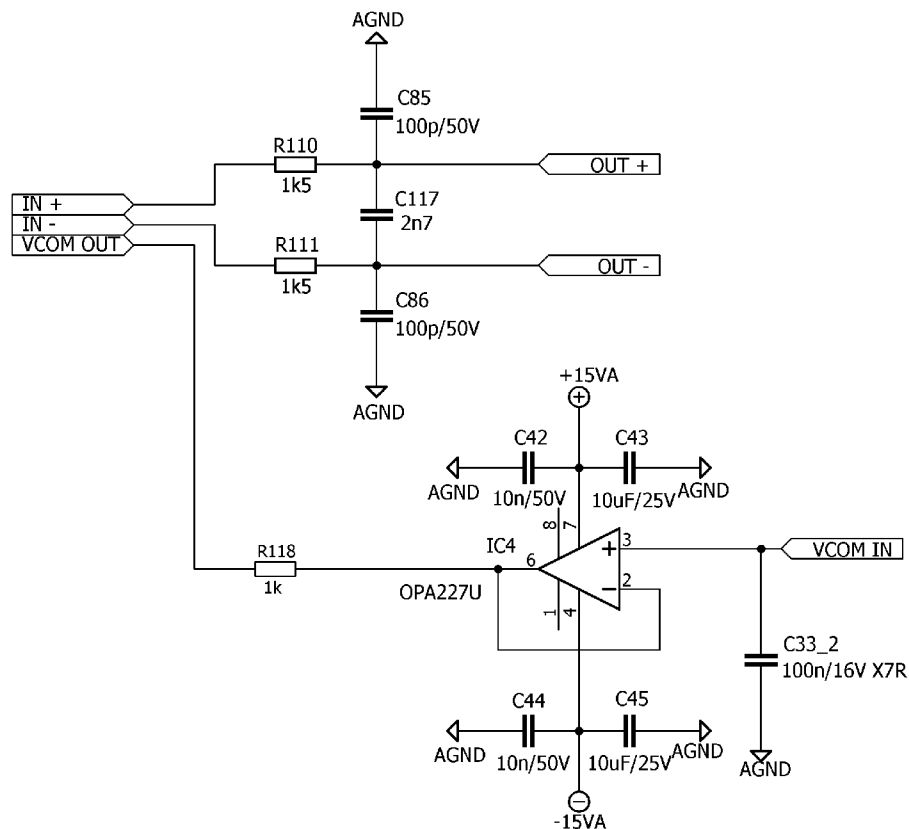 AGND
C85
100p/50V
R110
1k5
OUT +
IN +
IN -
VCOM OUT
C117
2n7
R111
1k5
OUT -
C86
100p/50V
AGND
+15VA
+
C42
C43
AGND
AGND
10n/50V
10uF/25V
8
7
IC4
6
+
3
VCOM IN
R118
1k
OPA227U
1
4
−
2
C33_2
100n/16V X7R
C44
C45
AGND
AGND
10n/50V
10uF/25V
AGND
−
-15VA